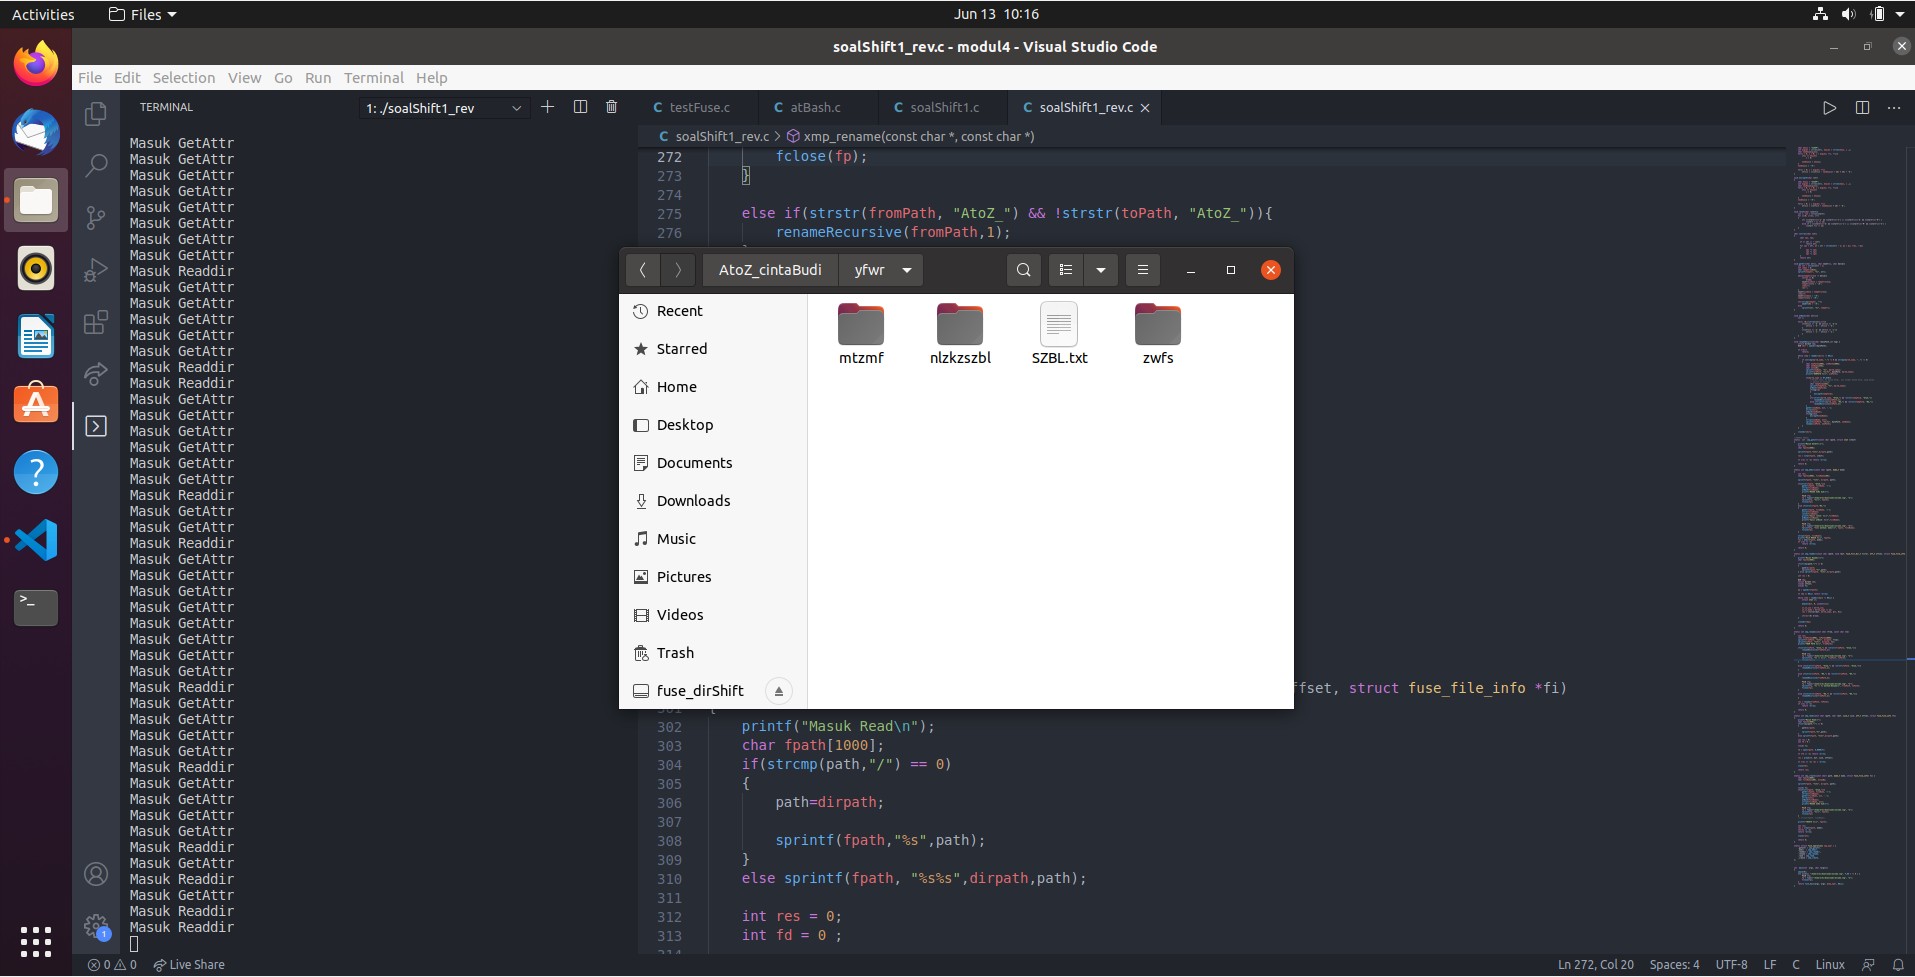 Activities
Files
Jun 13 10:16
soalShift1_rev.c - modul4 - Visual Studio Code
File Edit Selection View Go Run Terminal Help
TERMINAL
1: ./soalShift1_rev
Masuk GetAttr
Masuk GetAttr
Masuk GetAttr
Masuk GetAttr
Masuk GetAttr
Masuk GetAttr
Masuk GetAttr
Masuk GetAttr
Masuk Readdir
Masuk GetAttr
Masuk GetAttr
Masuk GetAttr
Masuk GetAttr
Masuk GetAttr
Masuk Readdir
Masuk Readdir
Masuk GetAttr
Masuk GetAttr
Masuk GetAttr
Masuk GetAttr
Masuk GetAttr
Masuk GetAttr
Masuk Readdir
Masuk GetAttr
Masuk GetAttr
Masuk Readdir
Masuk GetAttr
Masuk GetAttr
Masuk GetAttr
Masuk GetAttr
Masuk GetAttr
Masuk GetAttr
Masuk GetAttr
Masuk GetAttr
Masuk Readdir
Masuk GetAttr
Masuk GetAttr
Masuk GetAttr
Masuk Readdir
Masuk Readdir
Masuk GetAttr
Masuk GetAttr
Masuk GetAttr
Masuk GetAttr
Masuk Readdir
Masuk GetAttr
Masuk Readdir
Masuk GetAttr
Masuk Readdir
Masuk Readdir
C testFuse.c
C atBash.c
C soalShift1.c
C soalShift1_rev.c
C soalShift1_rev.c > xmp_rename(const char *, const char *)
272 fclose(fp);
273 }
274
275 else if(strstr(fromPath, "AtoZ_") && !strstr(toPath, "AtoZ_")){
276 renameRecursive(fromPath,1);
AtoZ_cintaBudi
yfwr
Recent
Starred
Home
Desktop
Documents
Downloads
Music
Pictures
Videos
Trash
fuse_dirShift
mtzmf
nlzkzszbl
SZBL.txt
zwfs
ffset, struct fuse_file_info *fi)
301 {
302 printf("Masuk Read\n");
303 char fpath[1000];
304 if(strcmp(path,"/") == 0)
305 {
306 path=dirpath;
307
308 sprintf(fpath,"%s",path);
309 }
310 else sprintf(fpath, "%s%s",dirpath,path);
311
312 int res = 0;
313 int fd = 0 ;
314
1
0 0
Live Share
Ln 272, Col 20
Spaces: 4
UTF-8
LF
C
Linux